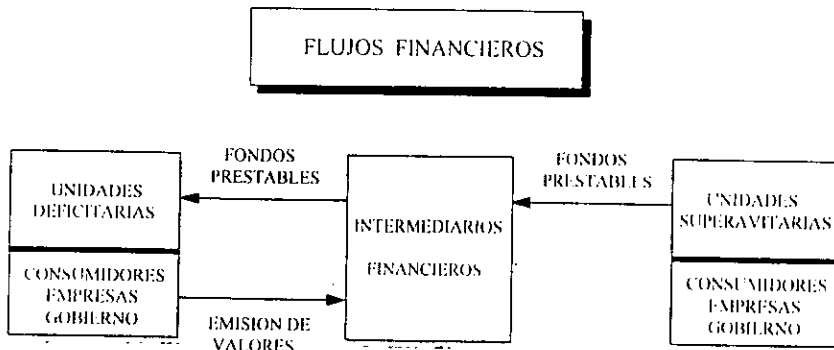 FLUJOS FINANCIEROS
FONDOS
PRESTABLES
FONDOS
PRESTABLES
UNIDADES
DEFICITARIAS
INTERMEDIARIOS
FINANCIEROS
UNIDADES
SUPERAVITARIAS
CONSUMIDORES
EMPRESAS
GOBIERNO
EMISION DE
VALORES
CONSUMIDORES
EMPRESAS
GOBIERNO